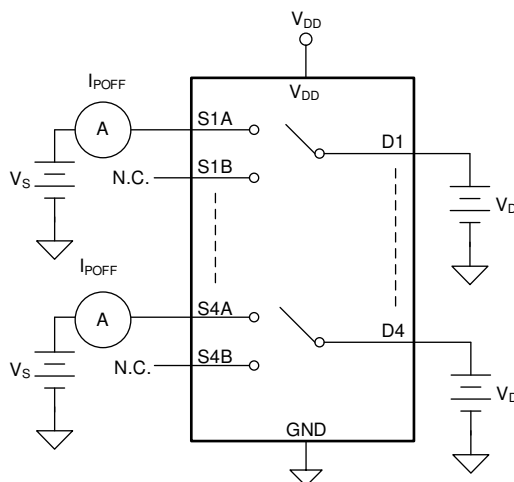 VDD
VDD
IPOFF
A
S1A
D1
VS
N.C.
S1B
VD
IPOFF
A
S4A
D4
VS
N.C.
S4B
VD
GND